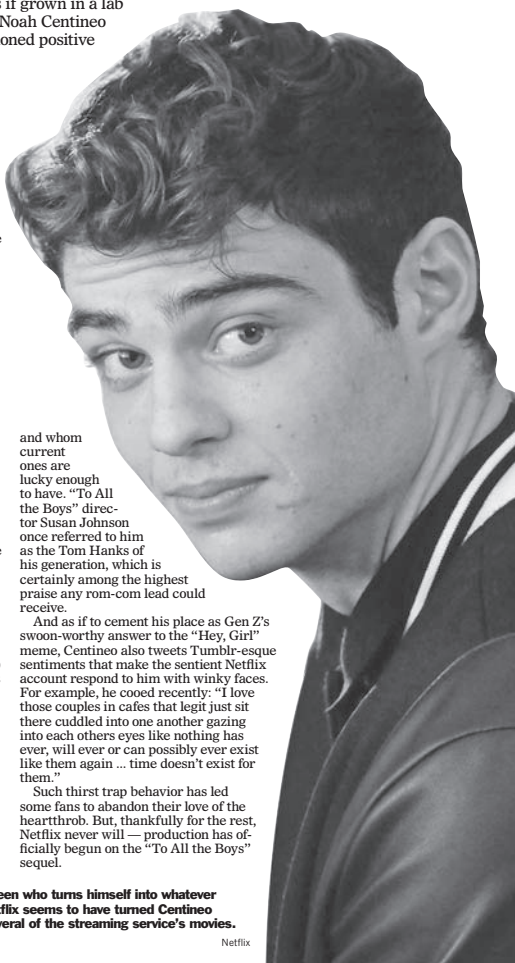 s if grown in a lab
Noah Centineo
oned positive
and whom
current
ones are
lucky enough
to have. “To All
the Boys” direc-
tor Susan Johnson
once referred to him
as the Tom Hanks of
his generation, which is
certainly among the highest
praise any rom-com lead could
receive.
And as if to cement his place as Gen Z’s
swoon-worthy answer to the “Hey, Girl”
meme, Centineo also tweets Tumblr-esque
sentiments that make the sentient Netflix
account respond to him with winky faces.
For example, he cooed recently: “I love
those couples in cafes that legit just sit
there cuddled into one another gazing
into each others eyes like nothing has
ever, will ever or can possibly ever exist
like them again ... time doesn’t exist for
them.”
Such thirst trap behavior has led
some fans to abandon their love of the
heartthrob. But, thankfully for the rest,
Netflix never will — production has of-
ficially begun on the “To All the Boys”
sequel.
een who turns himself into whatever
tflix seems to have turned Centineo
veral of the streaming service’s movies.
Netflix